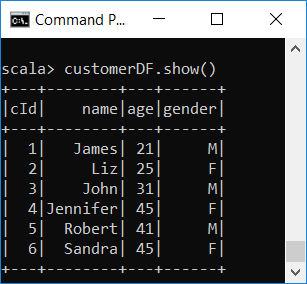 Command P...
scala> customerDF.show()
+---+--------+---+------+
|cId|    name|age|gender|
+---+--------+---+------+
|  1|   James| 21|     M|
|  2|     Liz| 25|     F|
|  3|    John| 31|     M|
|  4|Jennifer| 45|     F|
|  5|  Robert| 41|     M|
|  6|  Sandra| 45|     F|
+---+--------+---+------+